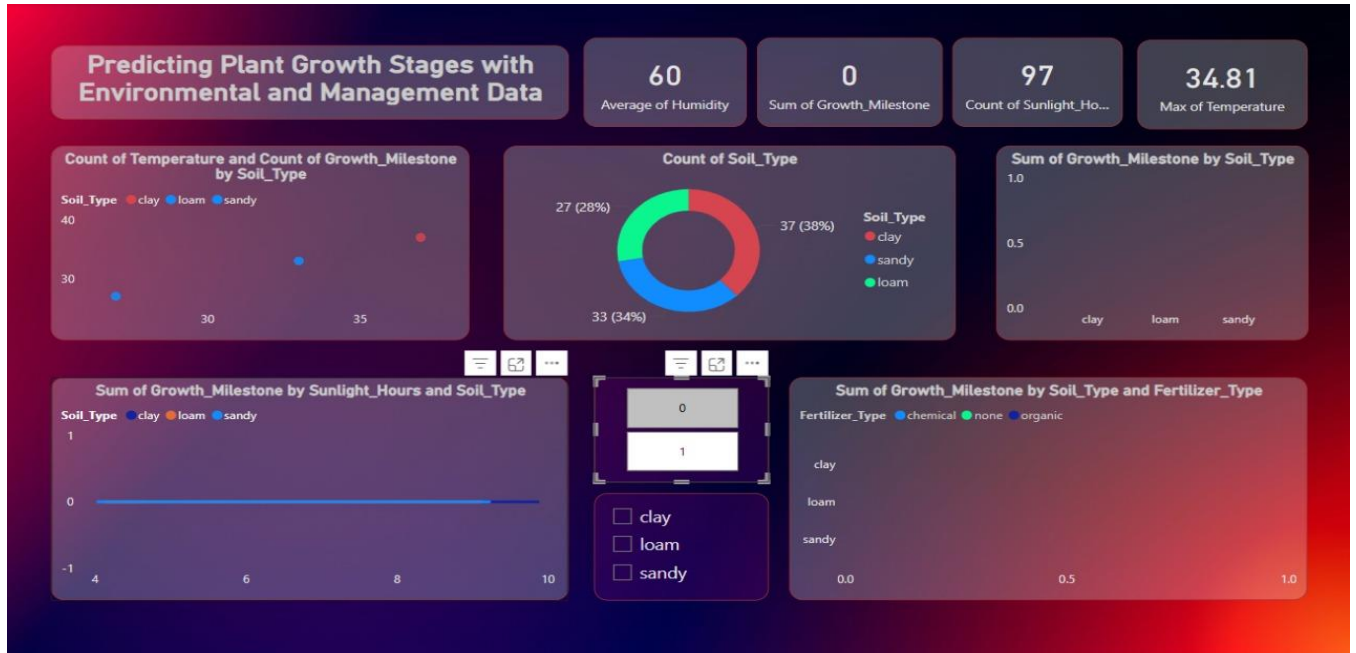 Predicting Plant Growth Stages with
Environmental and Management Data
60
Average of Humidity
0
Sum of Growth_Milestone
97
Count of Sunlight_Ho...
34.81
Max of Temperature
Count of Temperature and Count of Growth_Milestone
by Soil_Type
Soil_Type clay loam sandy
40
30
30 35
Count of Soil_Type
27 (28%)
37 (38%)
33 (34%)
Soil_Type
clay
sandy
loam
Sum of Growth_Milestone by Soil_Type
1.0
0.5
0.0
clay loam sandy
Sum of Growth_Milestone by Sunlight_Hours and Soil_Type
Soil_Type clay loam sandy
1
0
-1
4 6 8 10
0
1
clay
loam
sandy
Sum of Growth_Milestone by Soil_Type and Fertilizer_Type
Fertilizer_Type chemical none organic
clay
loam
sandy
0.0 0.5 1.0